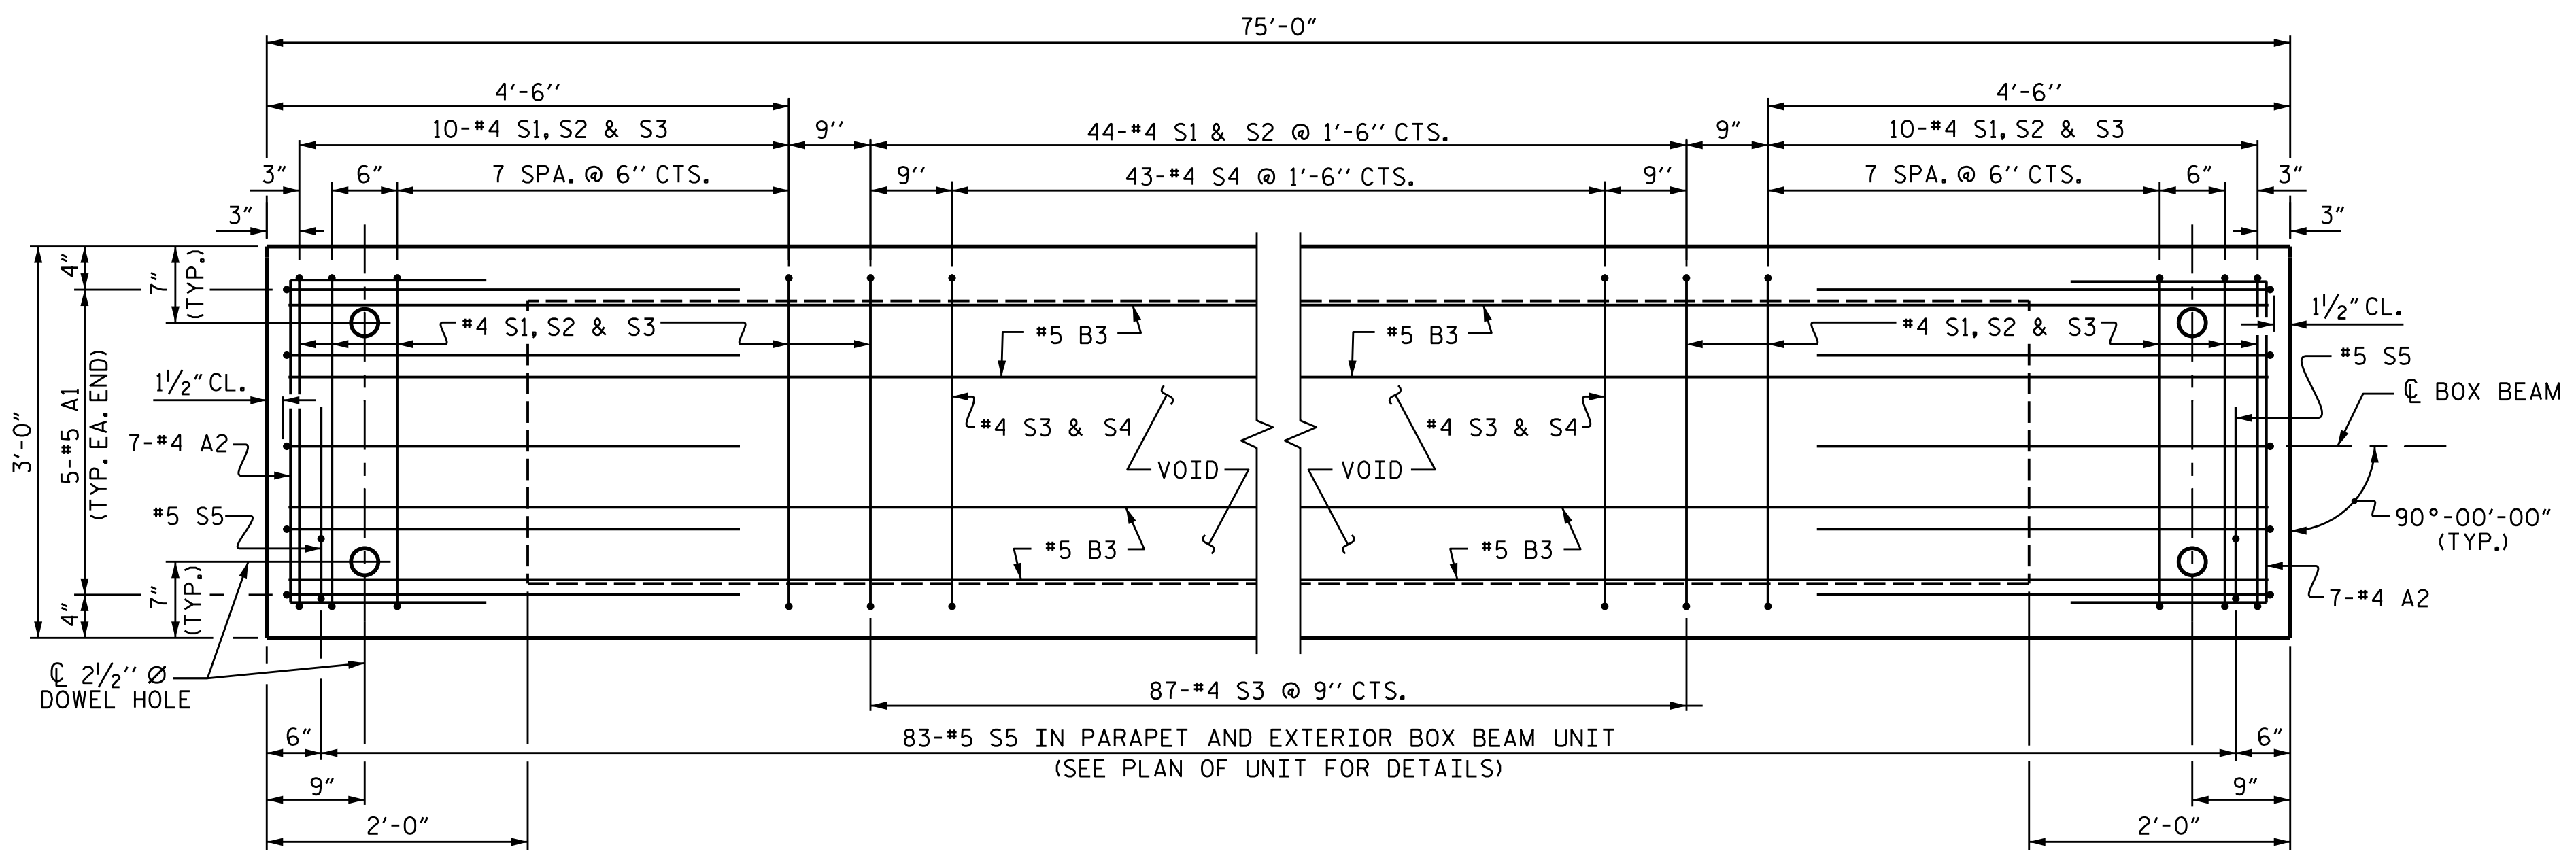 75'-0"
4'-6''
4'-6''
10-#4 S1, S2 & S3
9''
44-#4 S1 & S2 @ 1'-6'' CTS.
9"
10-#4 S1, S2 & S3
3"
6"
7 SPA. @ 6'' CTS.
9''
43-#4 S4 @ 1'-6'' CTS.
9''
7 SPA. @ 6'' CTS.
6"
3"
3"
3"
4"
7"
(TYP.)
#4 S1, S2 & S3
#5 B3
#5 B3
#4 S1, S2 & S3
1½" CL.
#5 S5
1½" CL.
℄ BOX BEAM
3'-0"
5-#5 A1
(TYP. EA. END)
7-#4 A2
#4 S3 & S4
#4 S3 & S4
VOID
VOID
#5 S5
90°-00'-00"
(TYP.)
#5 B3
#5 B3
4"
7"
(TYP.)
7-#4 A2
℄ 2½'' Ø
DOWEL HOLE
87-#4 S3 @ 9'' CTS.
6"
83-#5 S5 IN PARAPET AND EXTERIOR BOX BEAM UNIT
6"
(SEE PLAN OF UNIT FOR DETAILS)
9"
9"
2'-0"
2'-0"